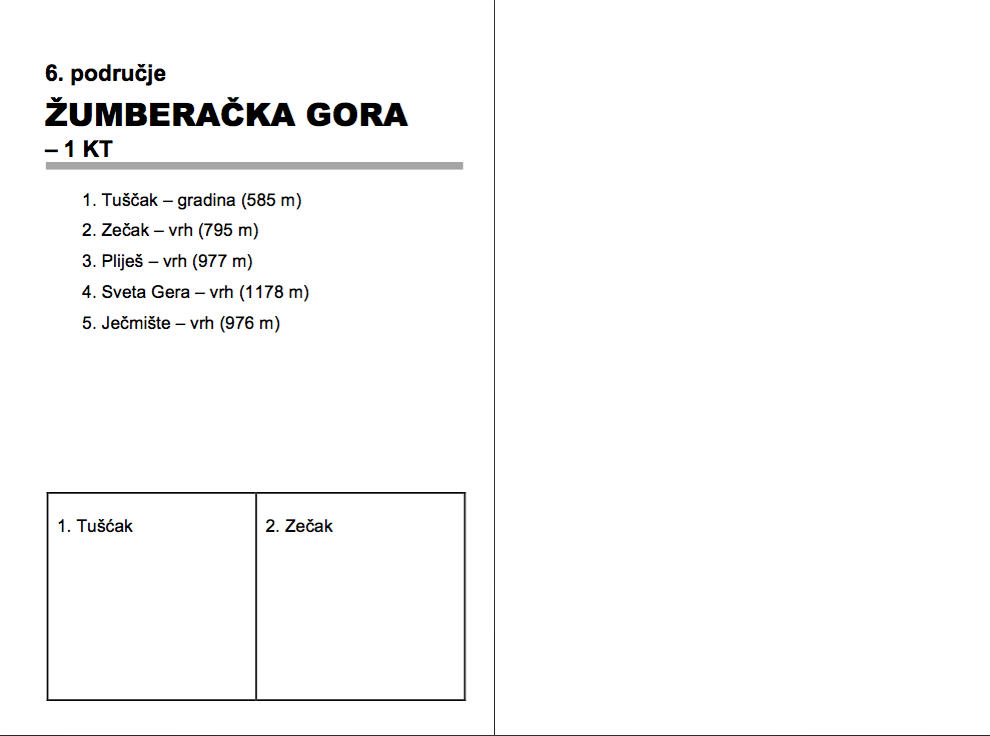 6. područje
ŽUMBERAČKA GORA
– 1 KT
1. Tuščak – gradina (585 m)
2. Zečak – vrh (795 m)
3. Pliješ – vrh (977 m)
4. Sveta Gera – vrh (1178 m)
5. Ječmište – vrh (976 m)
1. Tušćak
2. Zečak